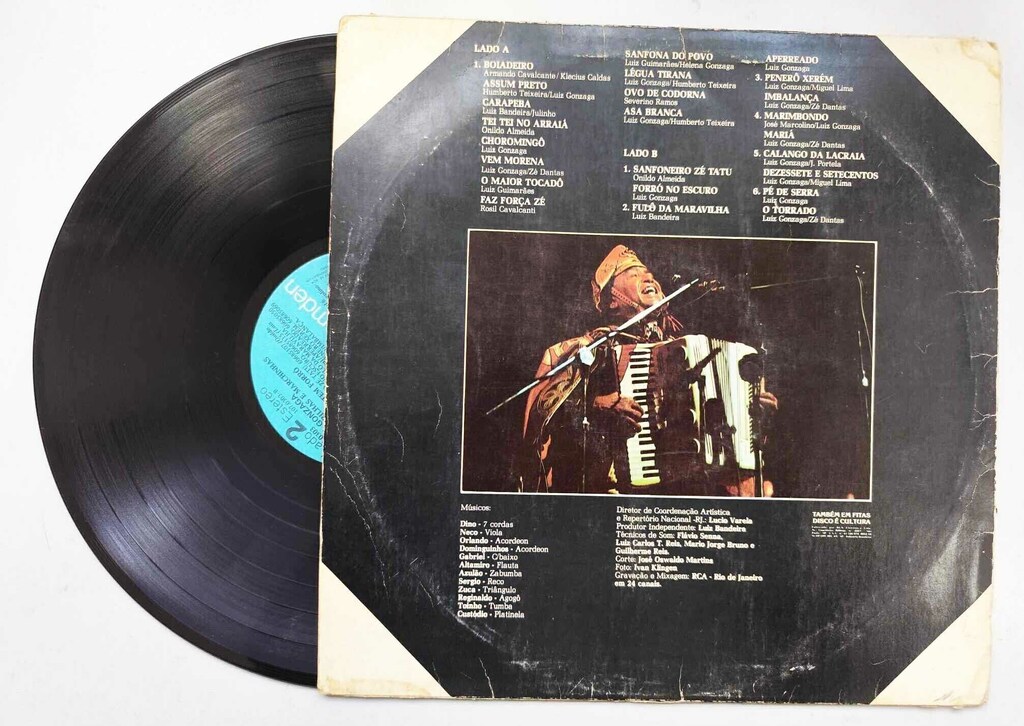 LADO A
1. BOIADEIRO
Armando Cavalcante/ Klecius Caldas
ASSUM PRETO
Humberto Teixeira/Luiz Gonzaga
CARAPEBA
Luiz Bandeira/Julinho
TEI TEI NO ARRAIÁ
Onildo Almeida
CHOROMINGÔ
Luiz Gonzaga
VEM MORENA
Luiz Gonzaga/Zé Dantas
O MAIOR TOCADÔ
Luiz Guimarães
FAZ FORÇA ZÉ
Rosil Cavalcanti
SANFONA DO POVO
Luiz Guimarães/Helena Gonzaga
LÉGUA TIRANA
Luiz Gonzaga/Humberto Teixeira
OVO DE CODORNA
Severino Ramos
ASA BRANCA
Luiz Gonzaga/Humberto Teixeira
LADO B
1. SANFONEIRO ZÉ TATU
Onildo Almeida
FORRÓ NO ESCURO
Luiz Gonzaga
2. FULÔ DA MARAVILHA
Luiz Bandeira
APERREADO
Luiz Gonzaga
3. PENERÔ XERÉM
Luiz Gonzaga/Miguel Lima
IMBALANÇA
Luiz Gonzaga/Zé Dantas
4. MARIMBONDO
José Marcolino/Luiz Gonzaga
MARIÁ
Luiz Gonzaga/Zé Dantas
5. CALANGO DA LACRAIA
Luiz Gonzaga/J. Portela
DEZESSETE E SETECENTOS
Luiz Gonzaga/Miguel Lima
6. PÉ DE SERRA
Luiz Gonzaga
O TORRADO
Luiz Gonzaga/Zé Dantas
Músicos:
Dino - 7 cordas
Neco - Viola
Orlando - Acordeon
Dominguinhos - Acordeon
Gabriel - C/baixo
Altamiro - Flauta
Azulão - Zabumba
Sergio - Reco
Zuca - Triângulo
Reginaldo - Agogô
Toinho - Tumba
Custódio - Platinela
Diretor de Coordenação Artística
e Repertório Nacional -RJ.: Lucio Varela
Produtor Independente: Luiz Bandeira
Técnicos de Som: Flávio Senna,
Luiz Carlos T. Reis, Mario Jorge Bruno e
Guilherme Reis.
Corte: José Oswaldo Martins
Foto: Ivan Klingen
Gravação e Mixagem: RCA - Rio de Janeiro
em 24 canais.
TAMBÉM EM FITAS
DISCO É CULTURA
mden
Lado 2 Estereo
GONZAGA
E MARCHINHAS
TEM FORRÓ